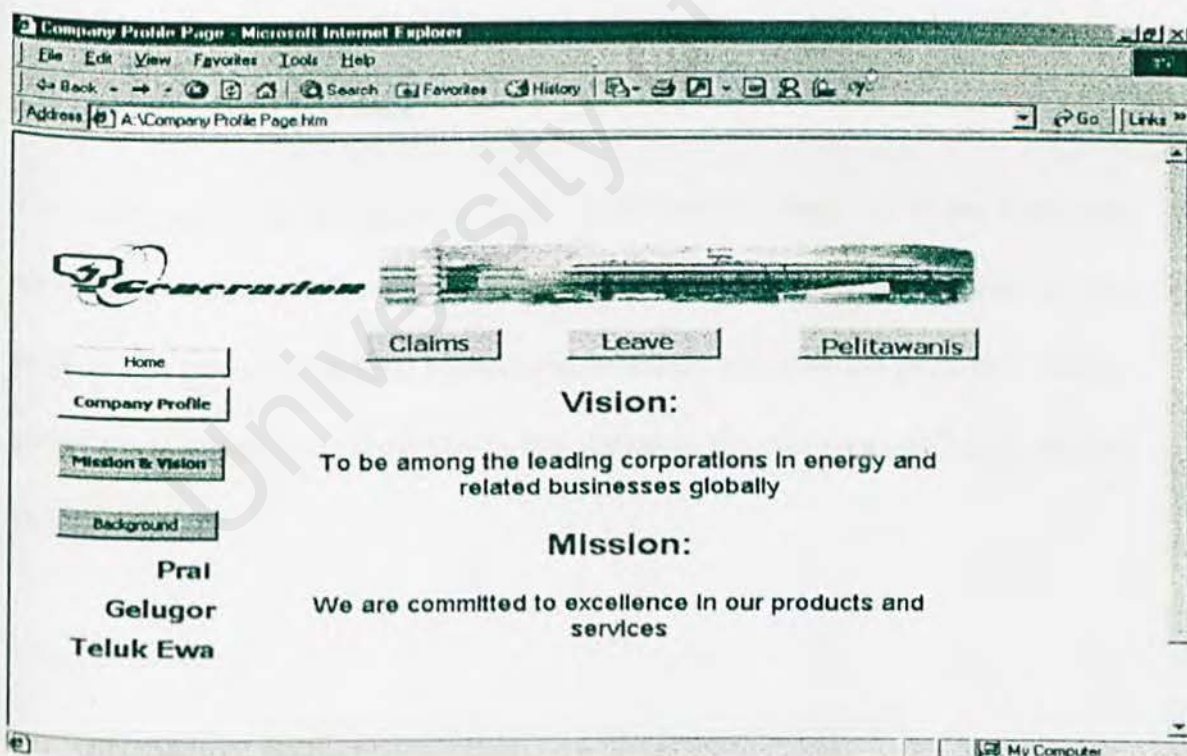 Company Profile Page - Microsoft Internet Explorer
File Edit View Favorites Tools Help
Back Search Favorites History
Address A:\Company Profile Page.htm Go Links »
Generation
Claims Leave Pelitawanis
Home
Company Profile
Mission & Vision
Background
Prai
Gelugor
Teluk Ewa
Vision:
To be among the leading corporations in energy and
related businesses globally
Mission:
We are committed to excellence in our products and
services
My Computer
University